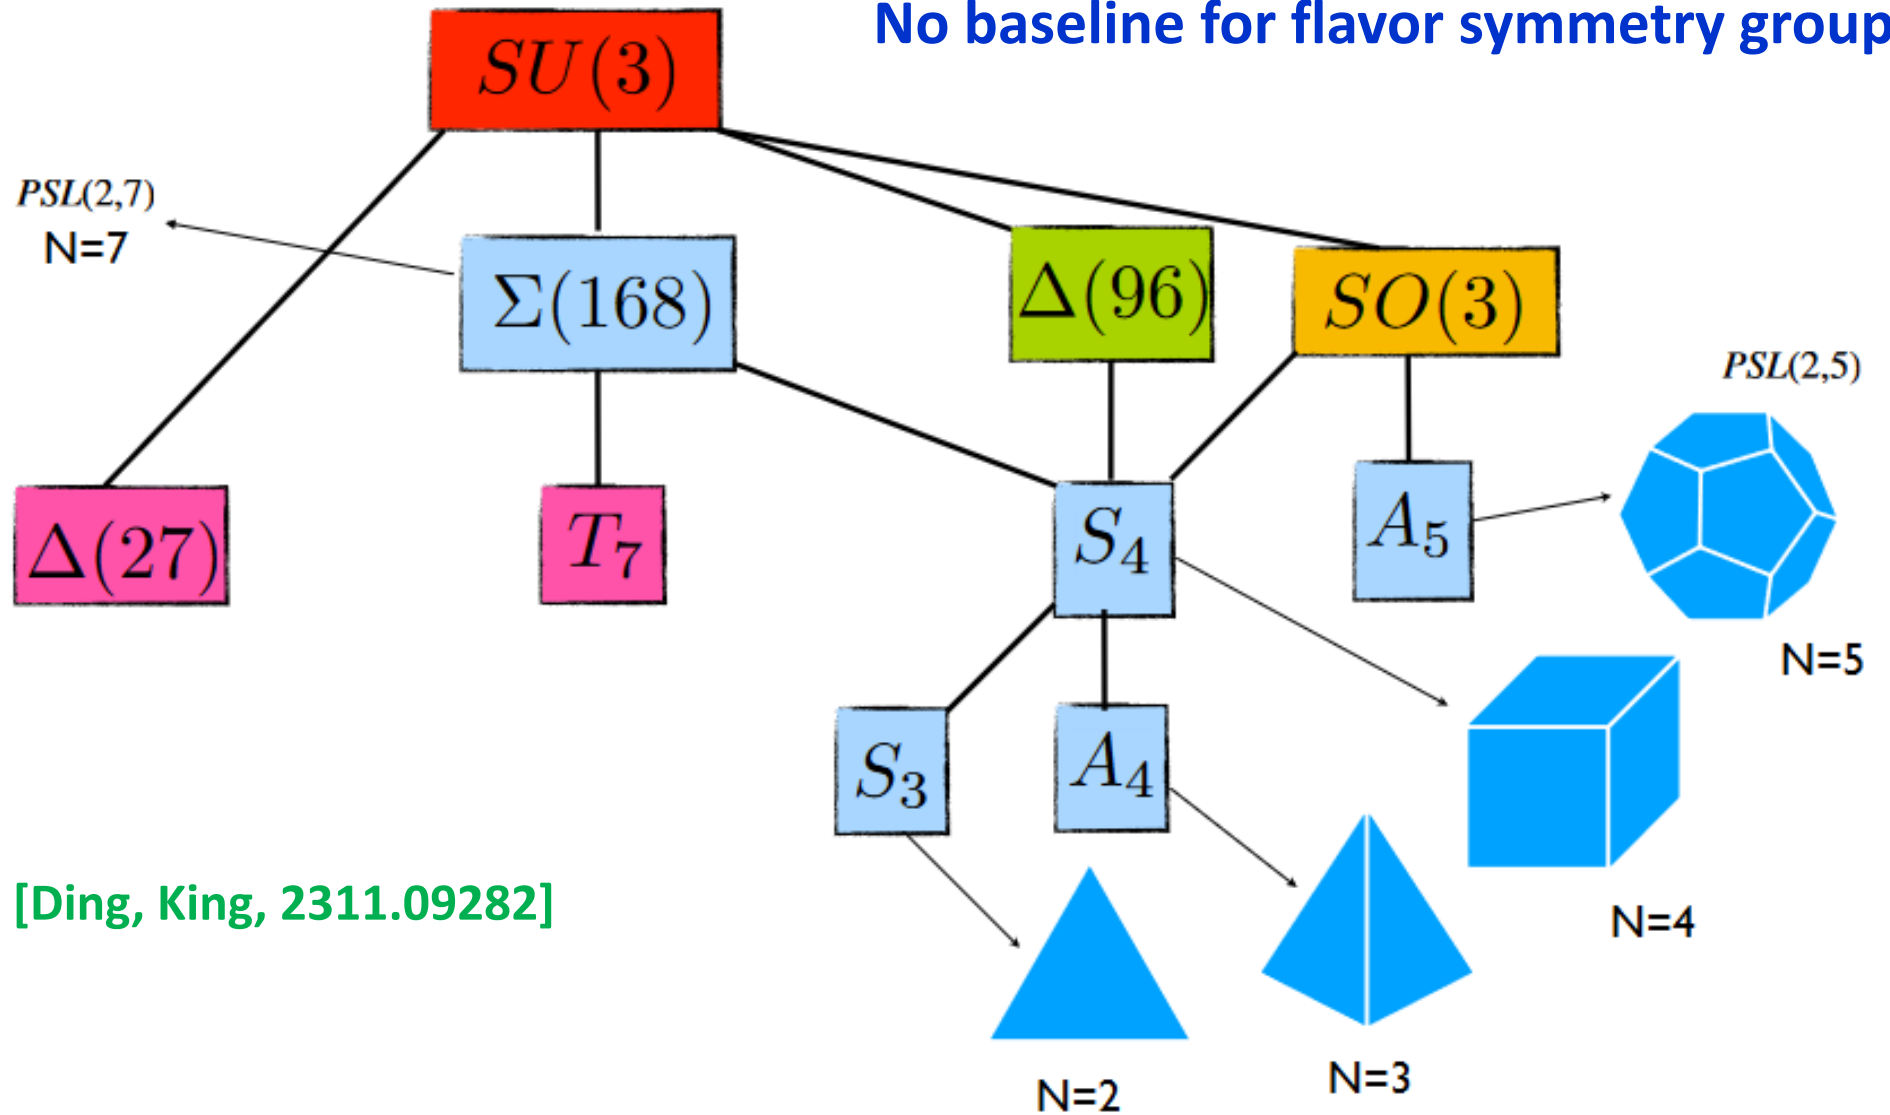 No baseline for flavor symmetry group
SU(3)
PSL(2,7)
N=7
Σ(168)
Δ(96)
SO(3)
PSL(2,5)
Δ(27)
T₇
S₄
A₅
N=5
S₃
A₄
[Ding, King, 2311.09282]
N=4
N=3
N=2